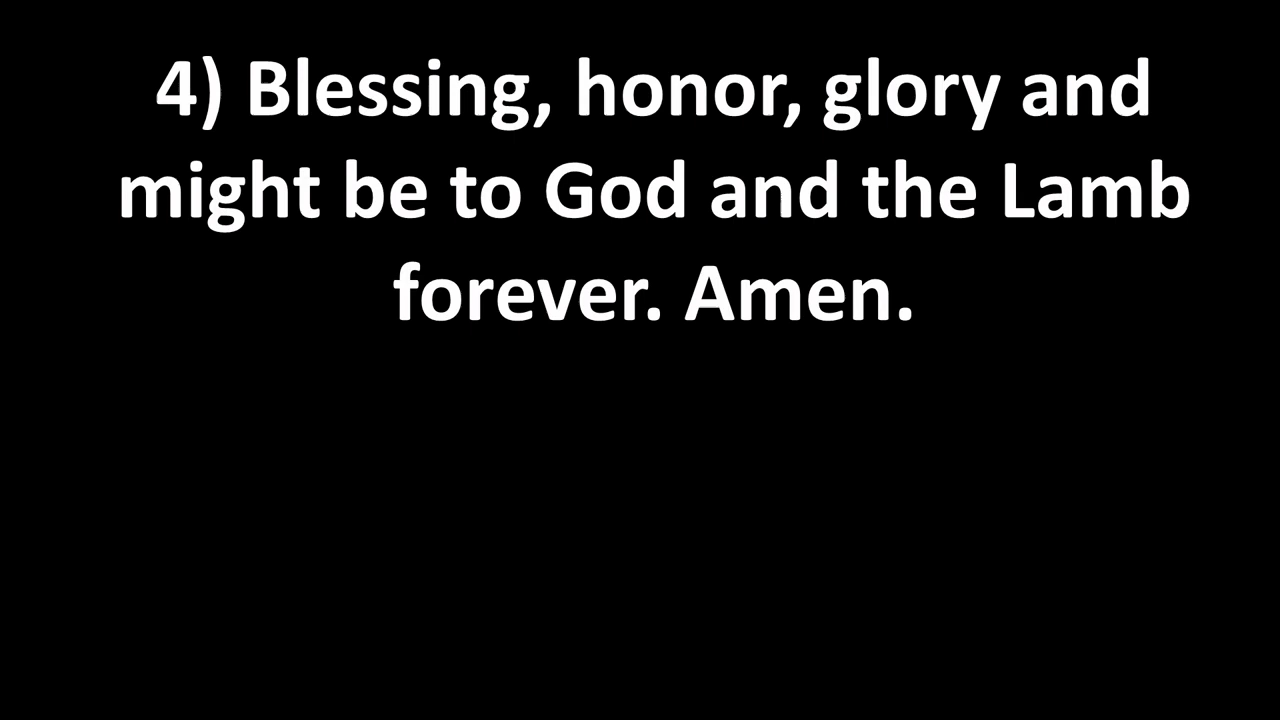 4) Blessing, honor, glory and
might be to God and the Lamb
forever. Amen.